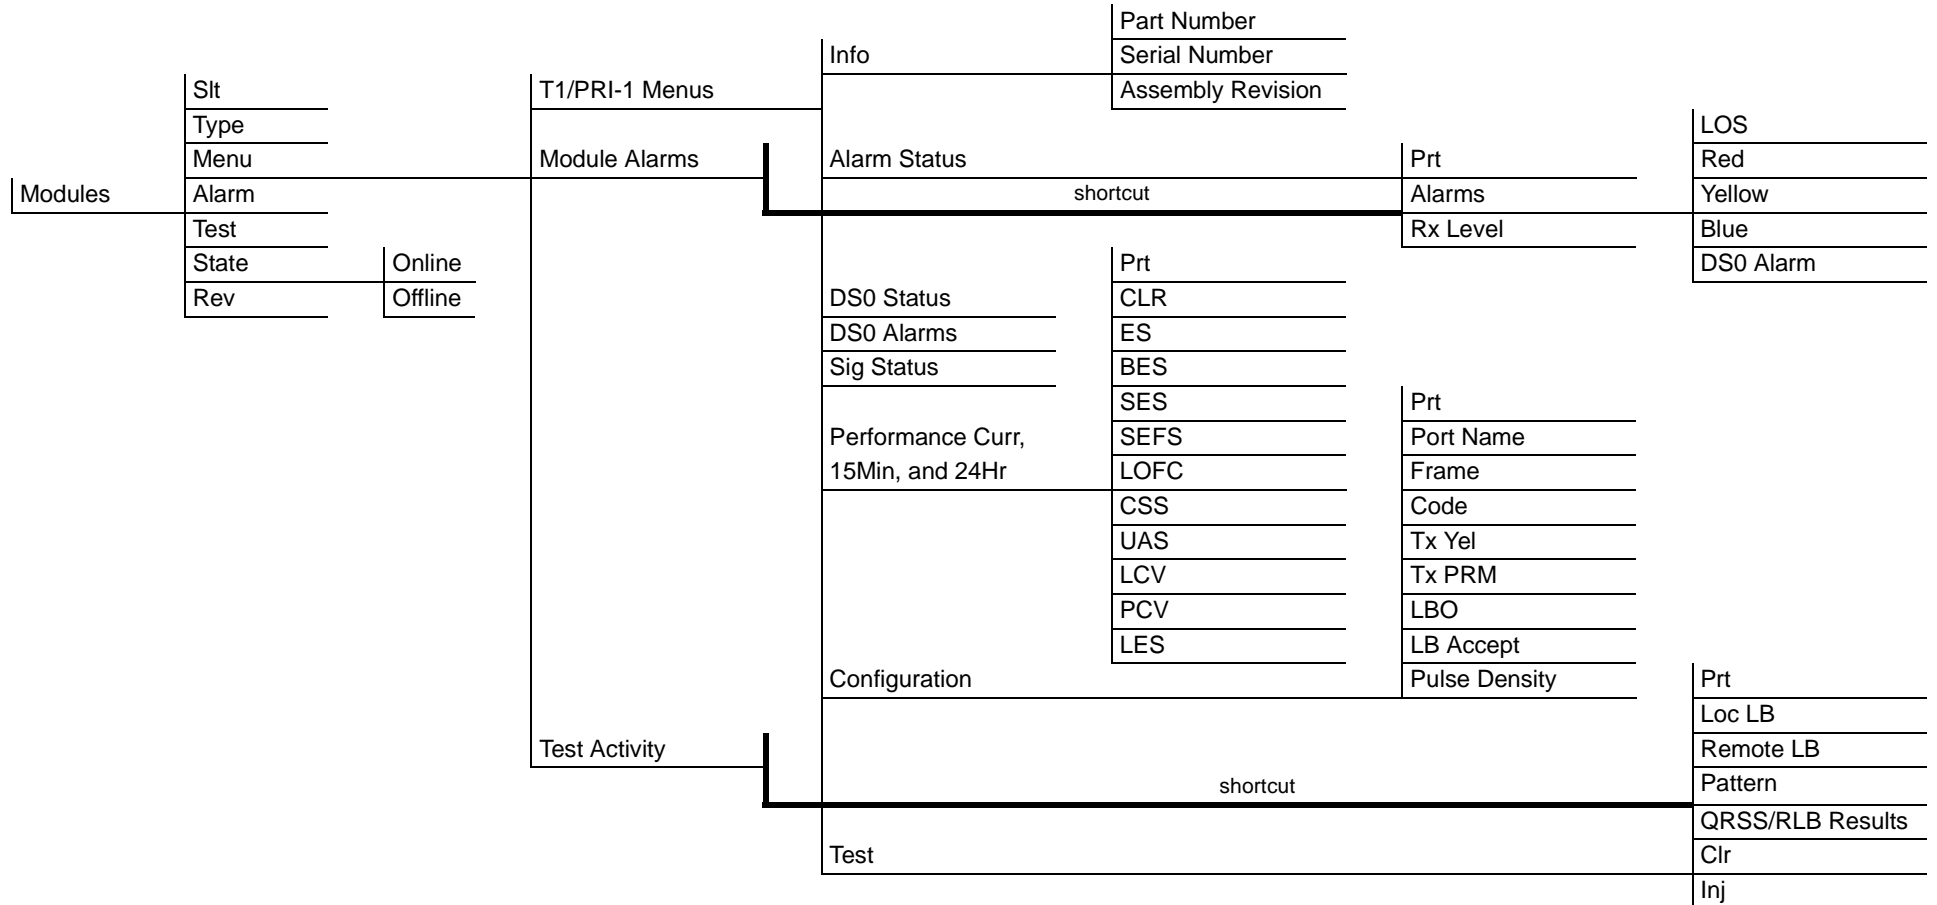 Modules
Slt
Type
Menu
Alarm
Test
State
Rev
Online
Offline
T1/PRI-1 Menus
Module Alarms
Test Activity
Info
Alarm Status
shortcut
DS0 Status
DS0 Alarms
Sig Status
Performance Curr,
15Min, and 24Hr
Configuration
shortcut
Test
Part Number
Serial Number
Assembly Revision
Prt
CLR
ES
BES
SES
SEFS
LOFC
CSS
UAS
LCV
PCV
LES
Prt
Alarms
Rx Level
Prt
Port Name
Frame
Code
Tx Yel
Tx PRM
LBO
LB Accept
Pulse Density
LOS
Red
Yellow
Blue
DS0 Alarm
Prt
Loc LB
Remote LB
Pattern
QRSS/RLB Results
Clr
Inj